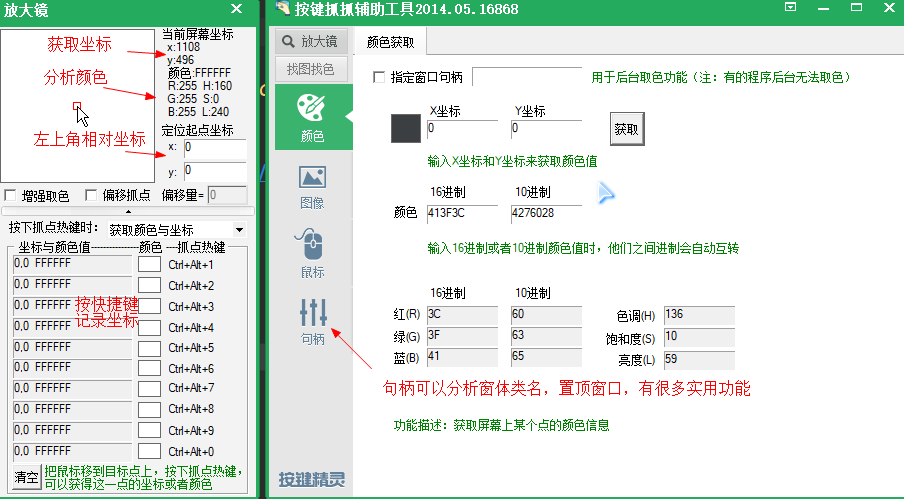 放大镜
获取坐标
分析颜色
左上角相对坐标
当前屏幕坐标
x:1108
y:496
颜色:FFFFFF
R:255 H:160
G:255 S:0
B:255 L:240
定位起点坐标
x: 0
y: 0
增强取色 偏移抓点 偏移量= 0
按下抓点热键时: 获取颜色与坐标
坐标与颜色值---------------颜色 ----抓点热键
0,0 FFFFFF Ctrl+Alt+1
0,0 FFFFFF Ctrl+Alt+2
0,0 FFFFFF Ctrl+Alt+3
0,0 FFFFFF Ctrl+Alt+4
0,0 FFFFFF Ctrl+Alt+5
0,0 FFFFFF Ctrl+Alt+6
0,0 FFFFFF Ctrl+Alt+7
0,0 FFFFFF Ctrl+Alt+8
0,0 FFFFFF Ctrl+Alt+9
0,0 FFFFFF Ctrl+Alt+0
按快捷键
记录坐标
清空
把鼠标移到目标点上，按下抓点热键，
可以获得这一点的坐标或者颜色
按键抓抓辅助工具2014.05.16868
放大镜
找图找色
颜色
图像
鼠标
句柄
按键精灵
颜色获取
指定窗口句柄 用于后台取色功能（注：有的程序后台无法取色）
X坐标 Y坐标
0 0 获取
输入X坐标和Y坐标来获取颜色值
16进制 10进制
颜色 413F3C 4276028
输入16进制或者10进制颜色值时，他们之间进制会自动互转
16进制 10进制
红(R) 3C 60 色调(H) 136
绿(G) 3F 63 饱和度(S) 10
蓝(B) 41 65 亮度(L) 59
句柄可以分析窗体类名，置顶窗口，有很多实用功能
功能描述：获取屏幕上某个点的颜色信息